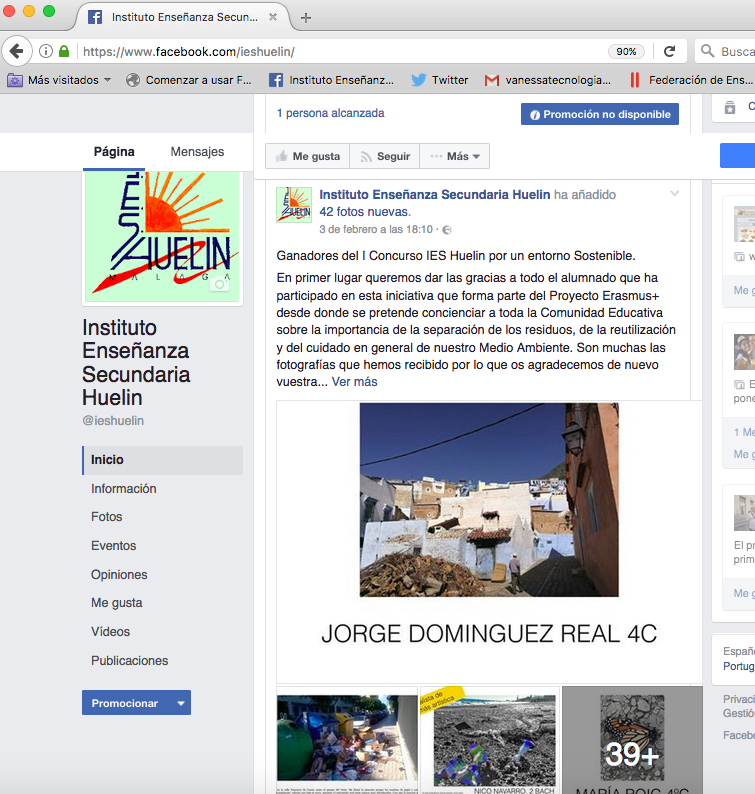 Instituto Enseñanza Secun...
https://www.facebook.com/ieshuelin/
90%
Busca
Más visitados
Comenzar a usar F...
Instituto Enseñanz...
Twitter
vanessatecnologia...
Federación de Ens...
1 persona alcanzada
Promoción no disponible
Página
Mensajes
Me gusta
Seguir
Más
HUELIN
MALAGA
Instituto
Enseñanza
Secundaria
Huelin
@ieshuelin
Inicio
Información
Fotos
Eventos
Opiniones
Me gusta
Vídeos
Publicaciones
Promocionar
Instituto Enseñanza Secundaria Huelin ha añadido
42 fotos nuevas.
3 de febrero a las 18:10 ·
Ganadores del I Concurso IES Huelin por un entorno Sostenible.
En primer lugar queremos dar las gracias a todo el alumnado que ha
participado en esta iniciativa que forma parte del Proyecto Erasmus+
desde donde se pretende concienciar a toda la Comunidad Educativa
sobre la importancia de la separación de los residuos, de la reutilización
y del cuidado en general de nuestro Medio Ambiente. Son muchas las
fotografías que hemos recibido por lo que os agradecemos de nuevo
vuestra... Ver más
JORGE DOMINGUEZ REAL 4C
NICO NAVARRO, 2 BACH
39+
MARÍA ROIG 4ºC
Me g
E
pone
1 Me
Me g
El pr
prim
Me g
Españ
Portug
Privaci
Gestió
Facebo